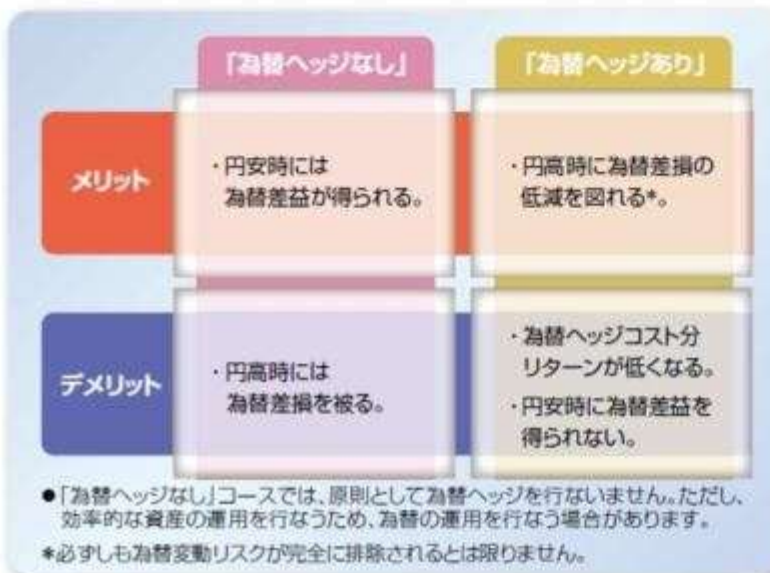 「為替ヘッジなし」
「為替ヘッジあり」
メリット
・円安時には
為替差益が得られる。
・円高時に為替差損の
低減を図れる*。
デメリット
・円高時には
為替差損を被る。
・為替ヘッジコスト分
リターンが低くなる。
・円安時に為替差益を
得られない。
●「為替ヘッジなし」コースでは、原則として為替ヘッジを行ないません。ただし、
効率的な資産の運用を行なうため、為替の運用を行なう場合があります。
*必ずしも為替変動リスクが完全に排除されるとは限りません。